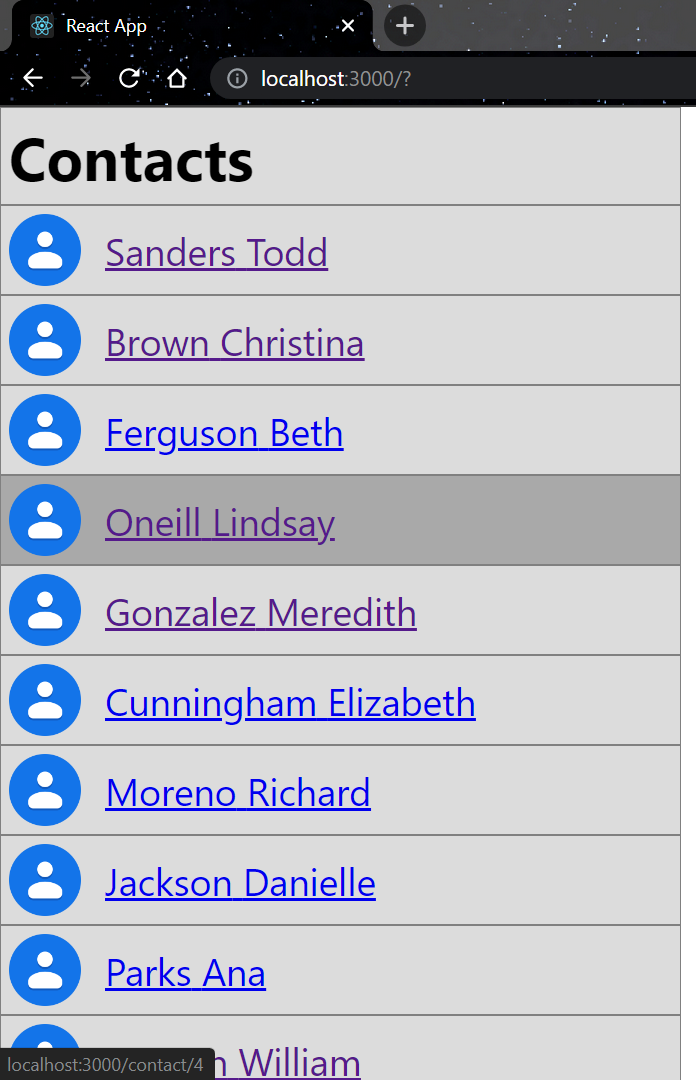 React App
localhost:3000/?
Contacts
Sanders Todd
Brown Christina
Ferguson Beth
Oneill Lindsay
Gonzalez Meredith
Cunningham Elizabeth
Moreno Richard
Jackson Danielle
Parks Ana
William
localhost:3000/contact/4